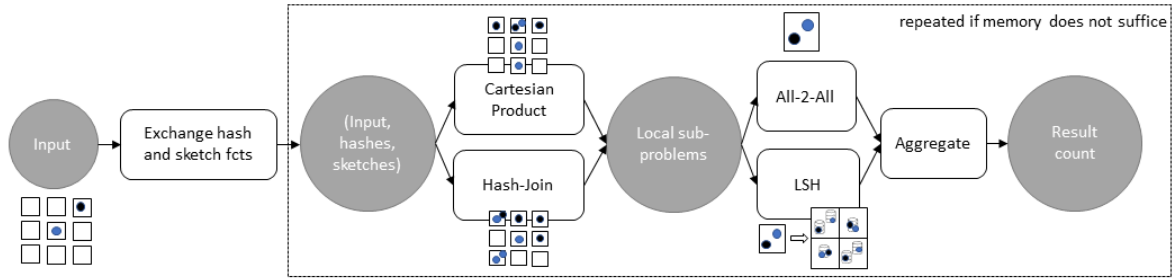 repeated if memory does not suffice
Input
Exchange hash
and sketch fcts
(Input,
hashes,
sketches)
Cartesian
Product
Hash-Join
Local sub-
problems
All-2-All
LSH
Aggregate
Result
count